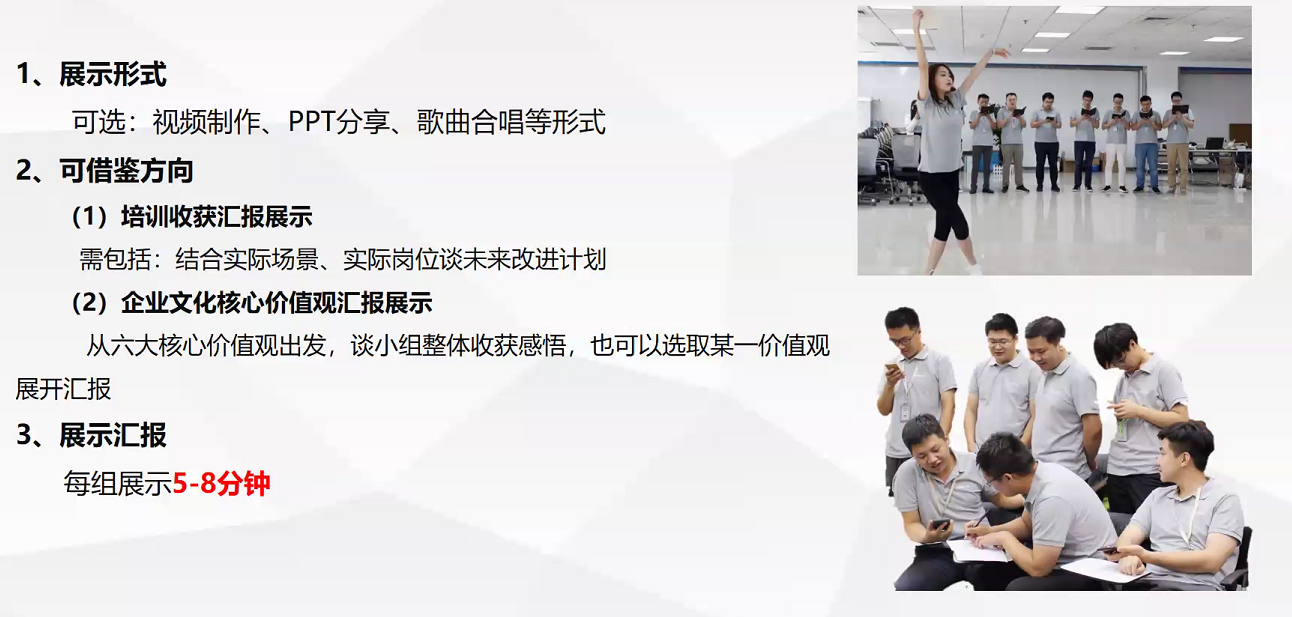 1、展示形式
可选：视频制作、PPT分享、歌曲合唱等形式
2、可借鉴方向
（1）培训收获汇报展示
需包括：结合实际场景、实际岗位谈未来改进计划
（2）企业文化核心价值观汇报展示
从六大核心价值观出发，谈小组整体收获感悟，也可以选取某一价值观
展开汇报
3、展示汇报
每组展示5-8分钟